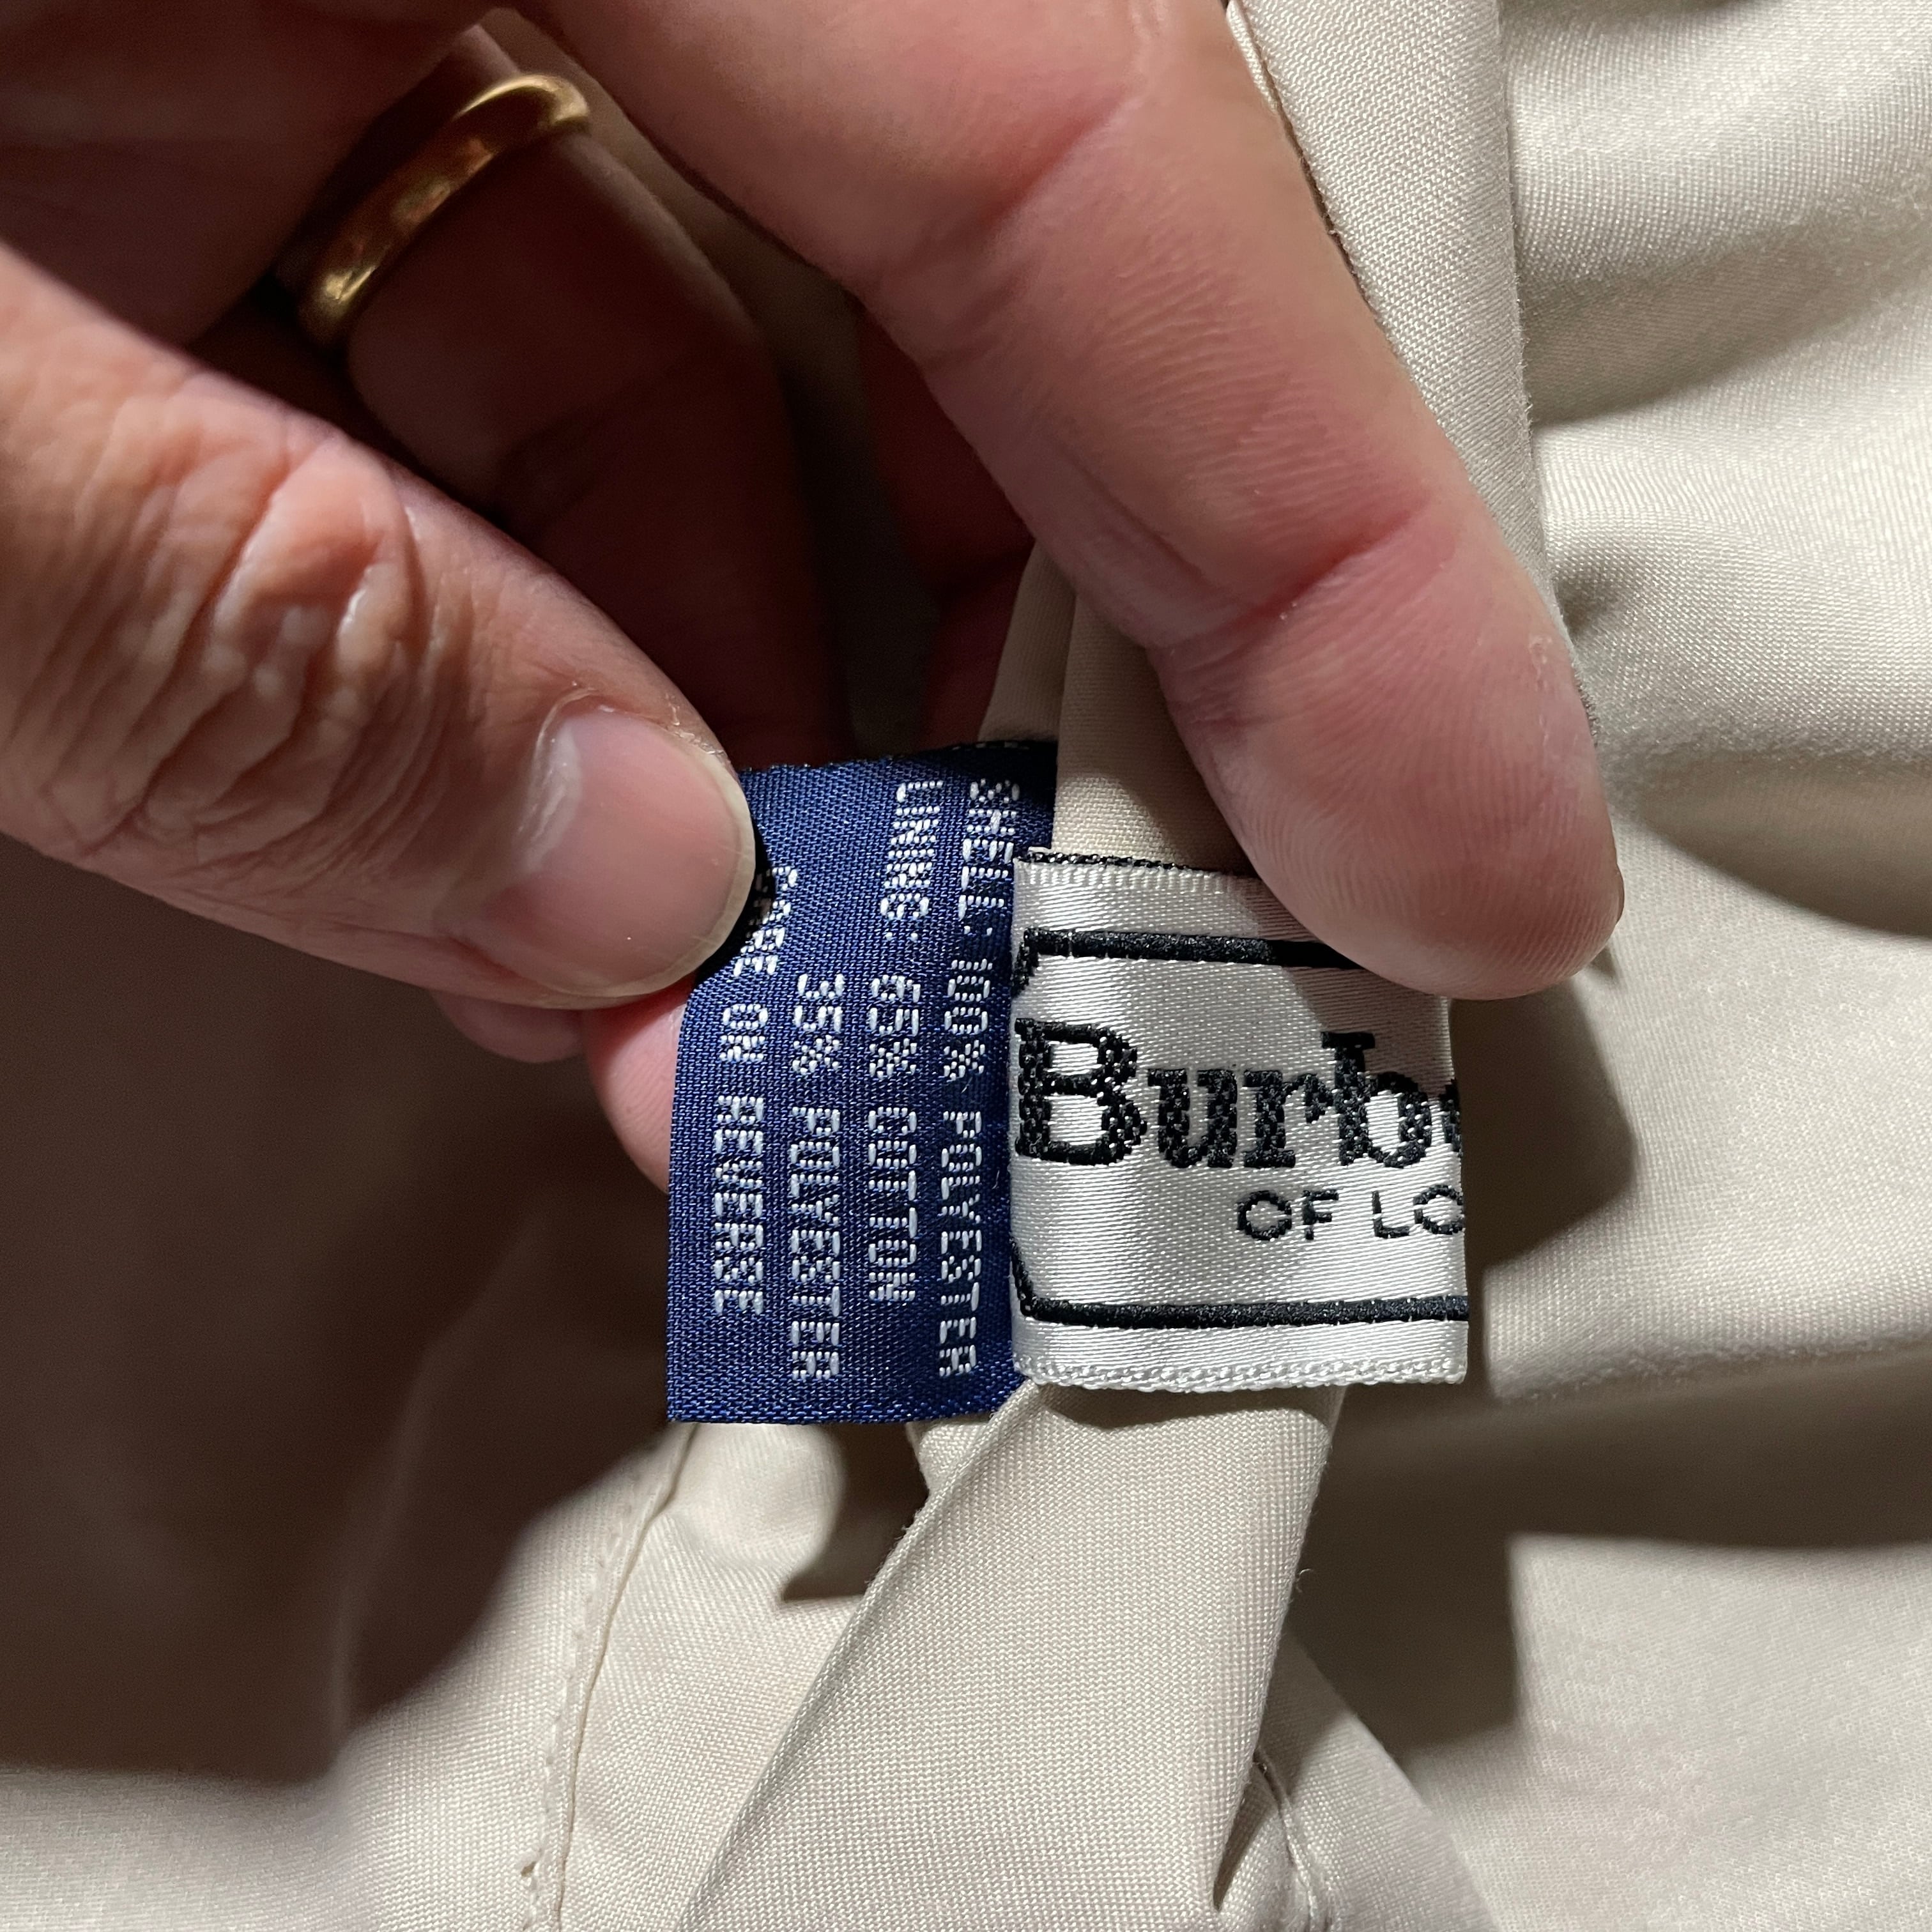 SHELL: 100% POLYESTER
LINING: 65% COTTON
35% POLYESTER
CARE ON REVERSE
Burb
OF LO